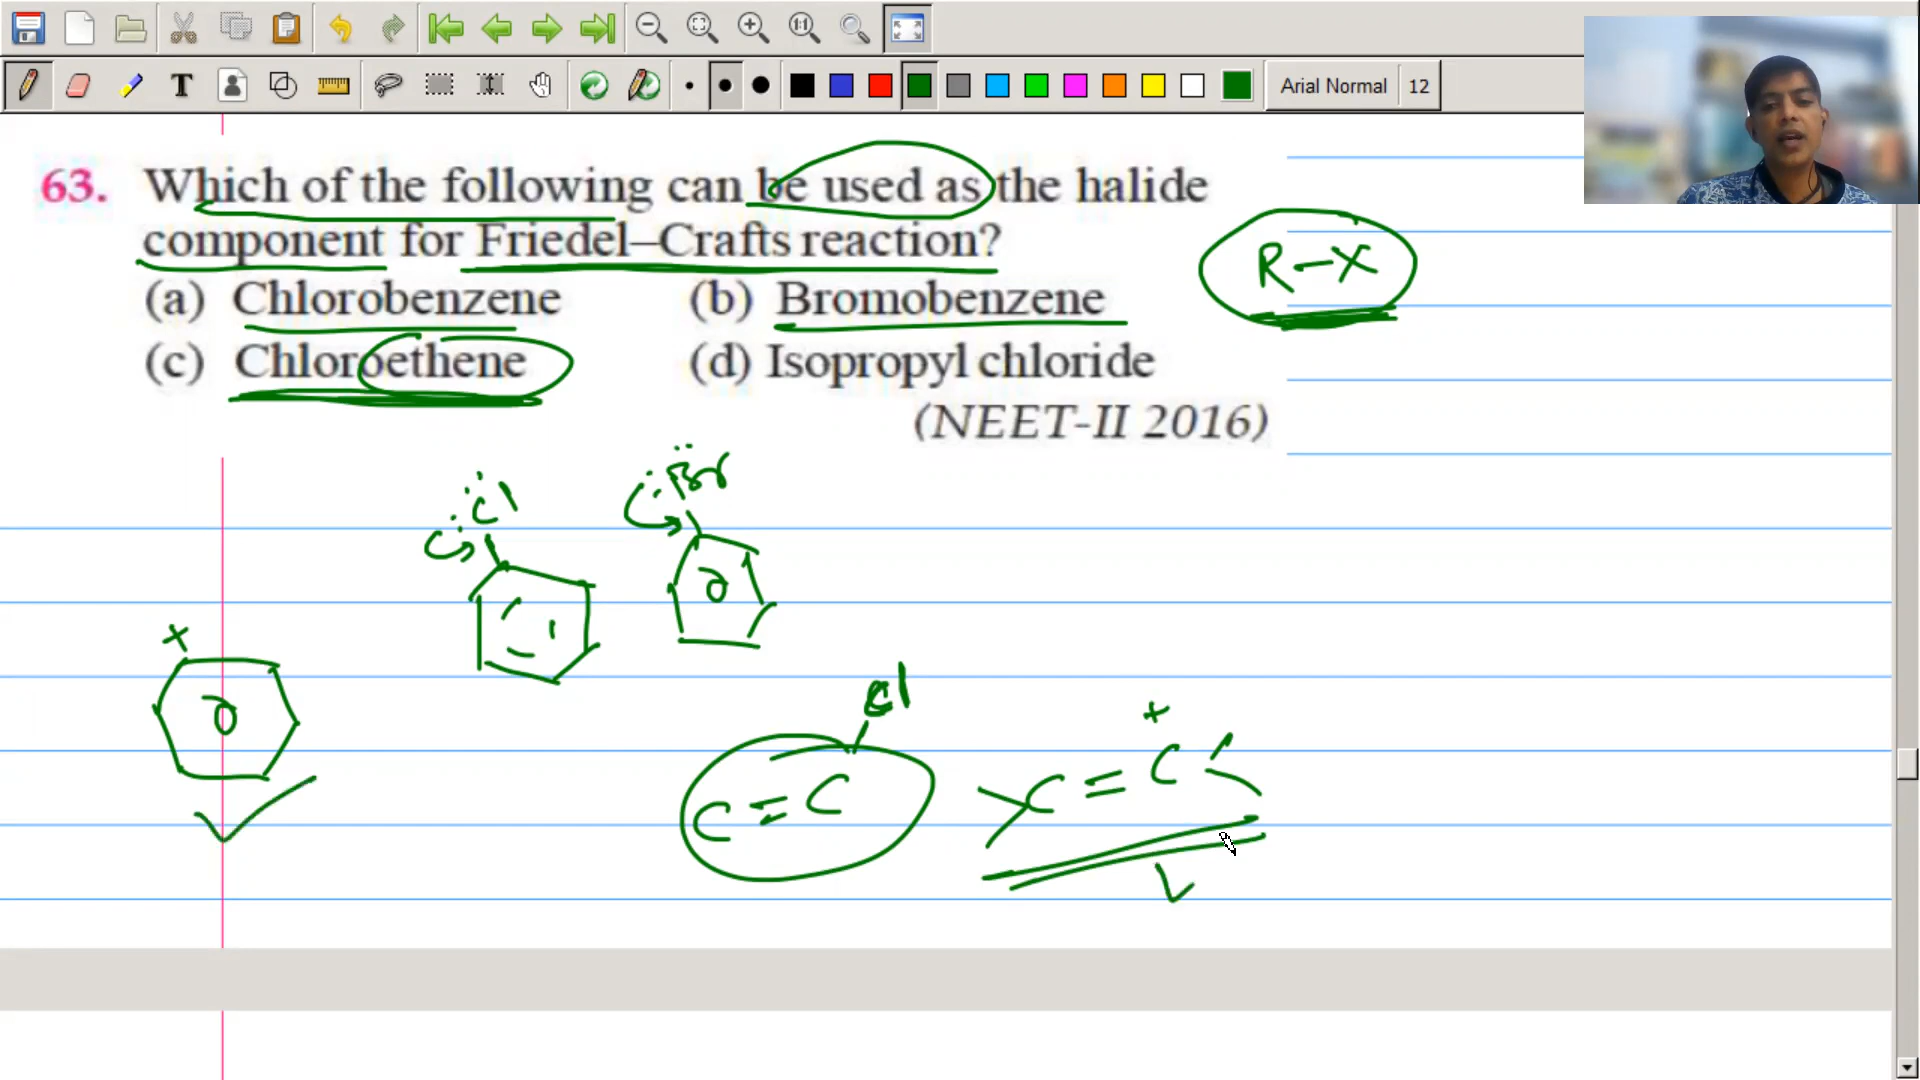 Arial Normal 12
63. Which of the following can be used as the halide
component for Friedel–Crafts reaction?
R–X
(a) Chlorobenzene (b) Bromobenzene
(c) Chloroethene (d) Isopropyl chloride
(NEET-II 2016)
Cl Br
+
Cl
+
C=C C=C